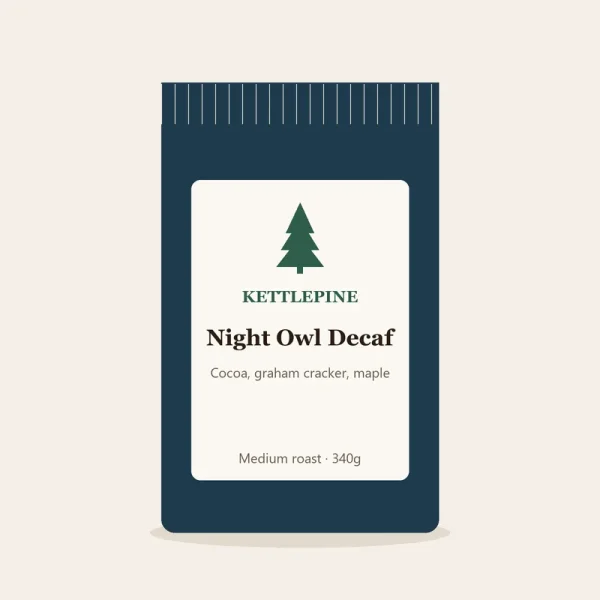 KETTLEPINE
Night Owl Decaf
Cocoa, graham cracker, maple
Medium roast · 340g